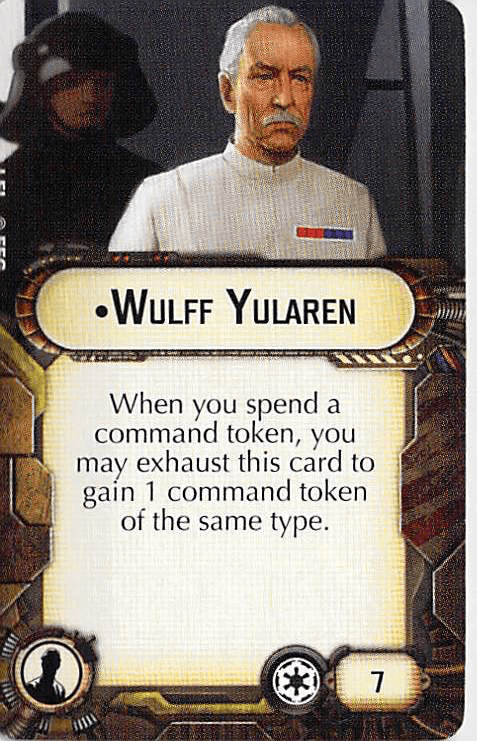 •Wulff Yularen
When you spend a
command token, you
may exhaust this card to
gain 1 command token
of the same type.
7